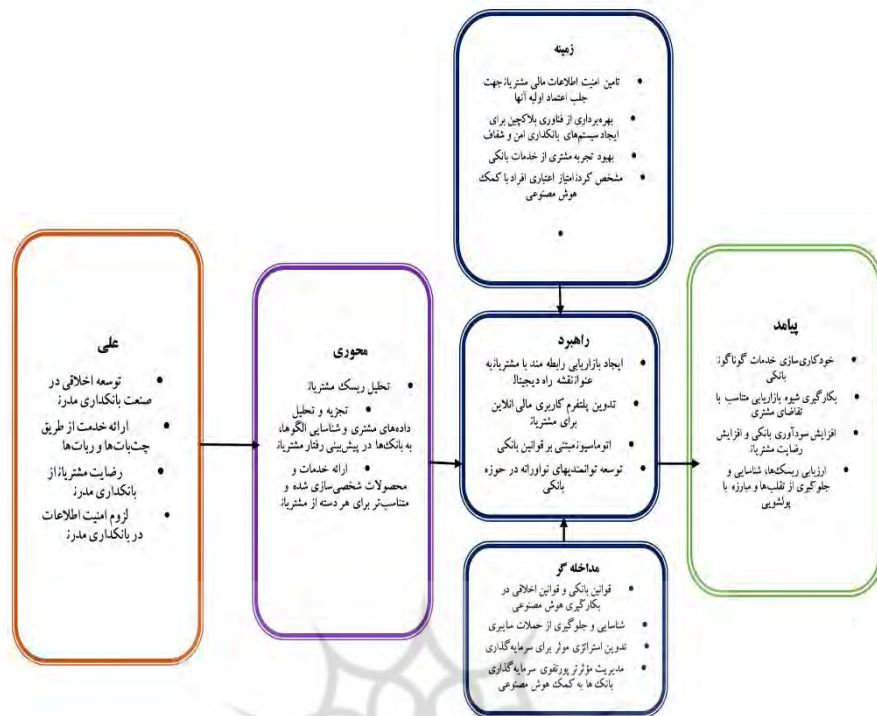 زمینه
• تامین امنیت اطلاعات مالی مشتریان جهت
جلب اعتماد اولیه آنها
• بهره‌برداری از فناوری بلاکچین برای
ایجاد سیستم‌های بانکداری امن و شفاف
• بهبود تجربه مشتری از خدمات بانکی
• مشخص کردن امتیاز اعتباری افراد با کمک
هوش مصنوعی
•
علی
• توسعه اخلاقی در
صنعت بانکداری مدرن
• ارائه خدمت از طریق
چت‌بات‌ها و ربات‌ها
• رضایت مشتریان از
بانکداری مدرن
• لزوم امنیت اطلاعات
در بانکداری مدرن
محوری
• تحلیل ریسک مشتریان
• تجزیه و تحلیل
داده‌های مشتری و شناسایی الگوها،
به بانک‌ها در پیش‌بینی رفتار مشتریان
• ارائه خدمات و
محصولات شخصی‌سازی شده و
متناسب‌تر برای هر دسته از مشتریان
راهبرد
• ایجاد بازاریابی رابطه مند با مشتریان به
عنوان نقشه راه دیجیتال
• تدوین پلتفرم کاربری مالی آنلاین
برای مشتریان
• اتوماسیون مبتنی بر قوانین بانکی
• توسعه توانمندیهای نوآورانه در حوزه
بانکی
مداخله گر
• قوانین بانکی و قوانین اخلاقی در
بکارگیری هوش مصنوعی
• شناسایی و جلوگیری از حملات سایبری
• تدوین استراتژی موثر برای سرمایه‌گذاری
• مدیریت مؤثرتر پورتفوی سرمایه‌گذاری
بانک ها به کمک هوش مصنوعی
پیامد
• خودکاری‌سازی خدمات گوناگون
بانکی
• بکارگیری شیوه بازاریابی متناسب با
تقاضای مشتری
• افزایش سودآوری بانکی و افزایش
رضایت مشتریان
• ارزیابی ریسک‌ها، شناسایی و
جلوگیری از تقلب‌ها و مبارزه با
پولشویی